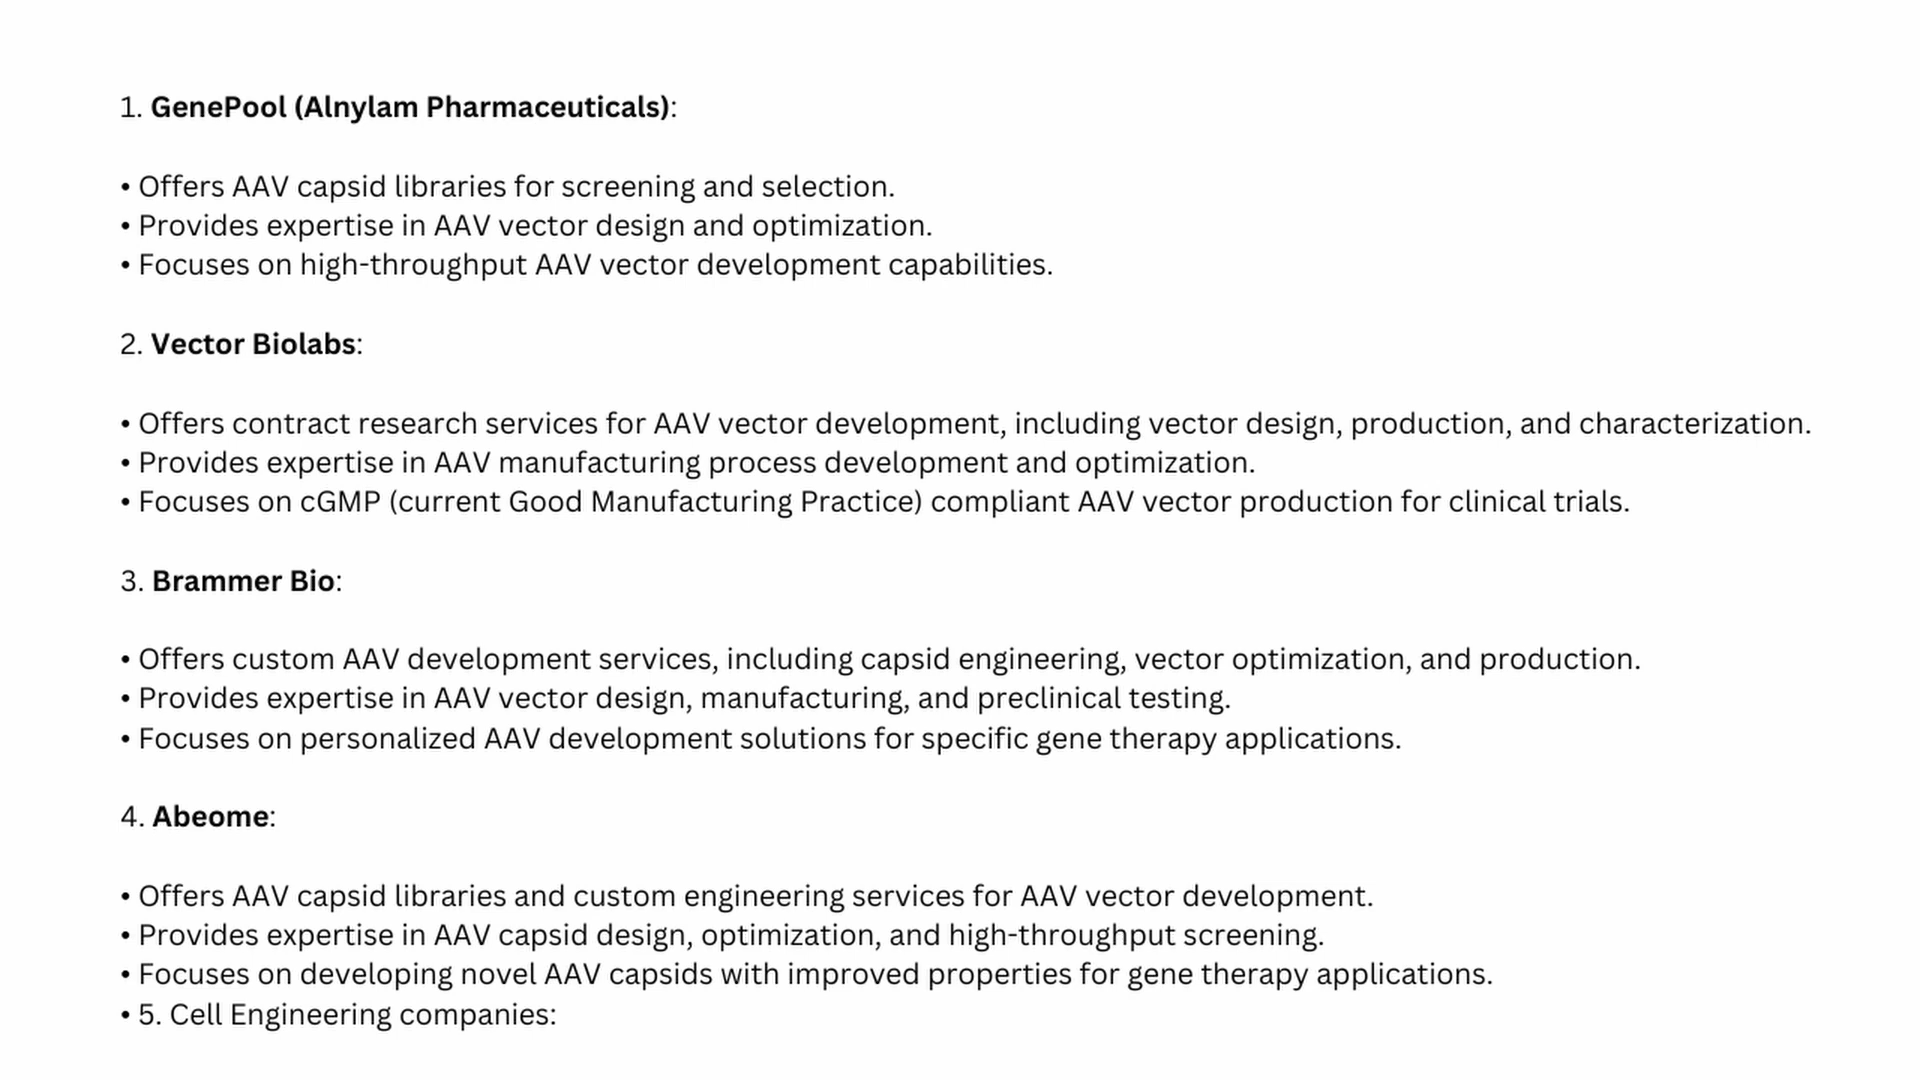 1. GenePool (Alnylam Pharmaceuticals):
• Offers AAV capsid libraries for screening and selection.
• Provides expertise in AAV vector design and optimization.
• Focuses on high-throughput AAV vector development capabilities.
2. Vector Biolabs:
• Offers contract research services for AAV vector development, including vector design, production, and characterization.
• Provides expertise in AAV manufacturing process development and optimization.
• Focuses on cGMP (current Good Manufacturing Practice) compliant AAV vector production for clinical trials.
3. Brammer Bio:
• Offers custom AAV development services, including capsid engineering, vector optimization, and production.
• Provides expertise in AAV vector design, manufacturing, and preclinical testing.
• Focuses on personalized AAV development solutions for specific gene therapy applications.
4. Abeome:
• Offers AAV capsid libraries and custom engineering services for AAV vector development.
• Provides expertise in AAV capsid design, optimization, and high-throughput screening.
• Focuses on developing novel AAV capsids with improved properties for gene therapy applications.
• 5. Cell Engineering companies: